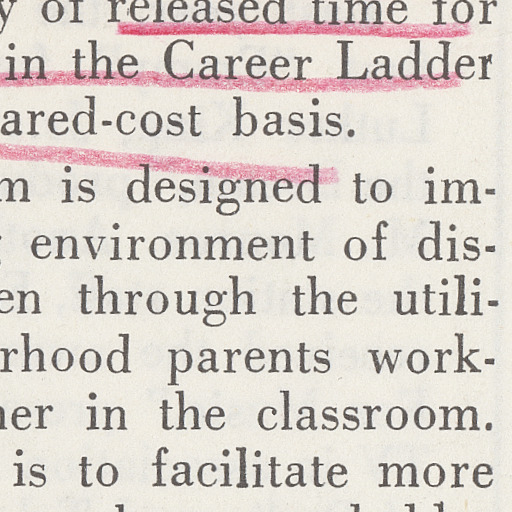 y of released time for
in the Career Ladder
ared-cost basis.
m is designed to im-
environment of dis-
en through the utili-
rhood parents work-
her in the classroom.
is to facilitate more